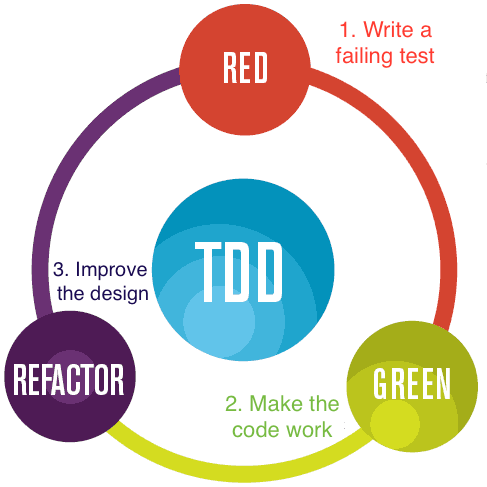 RED
1. Write a
failing test
TDD
3. Improve
the design
REFACTOR
GREEN
2. Make the
code work